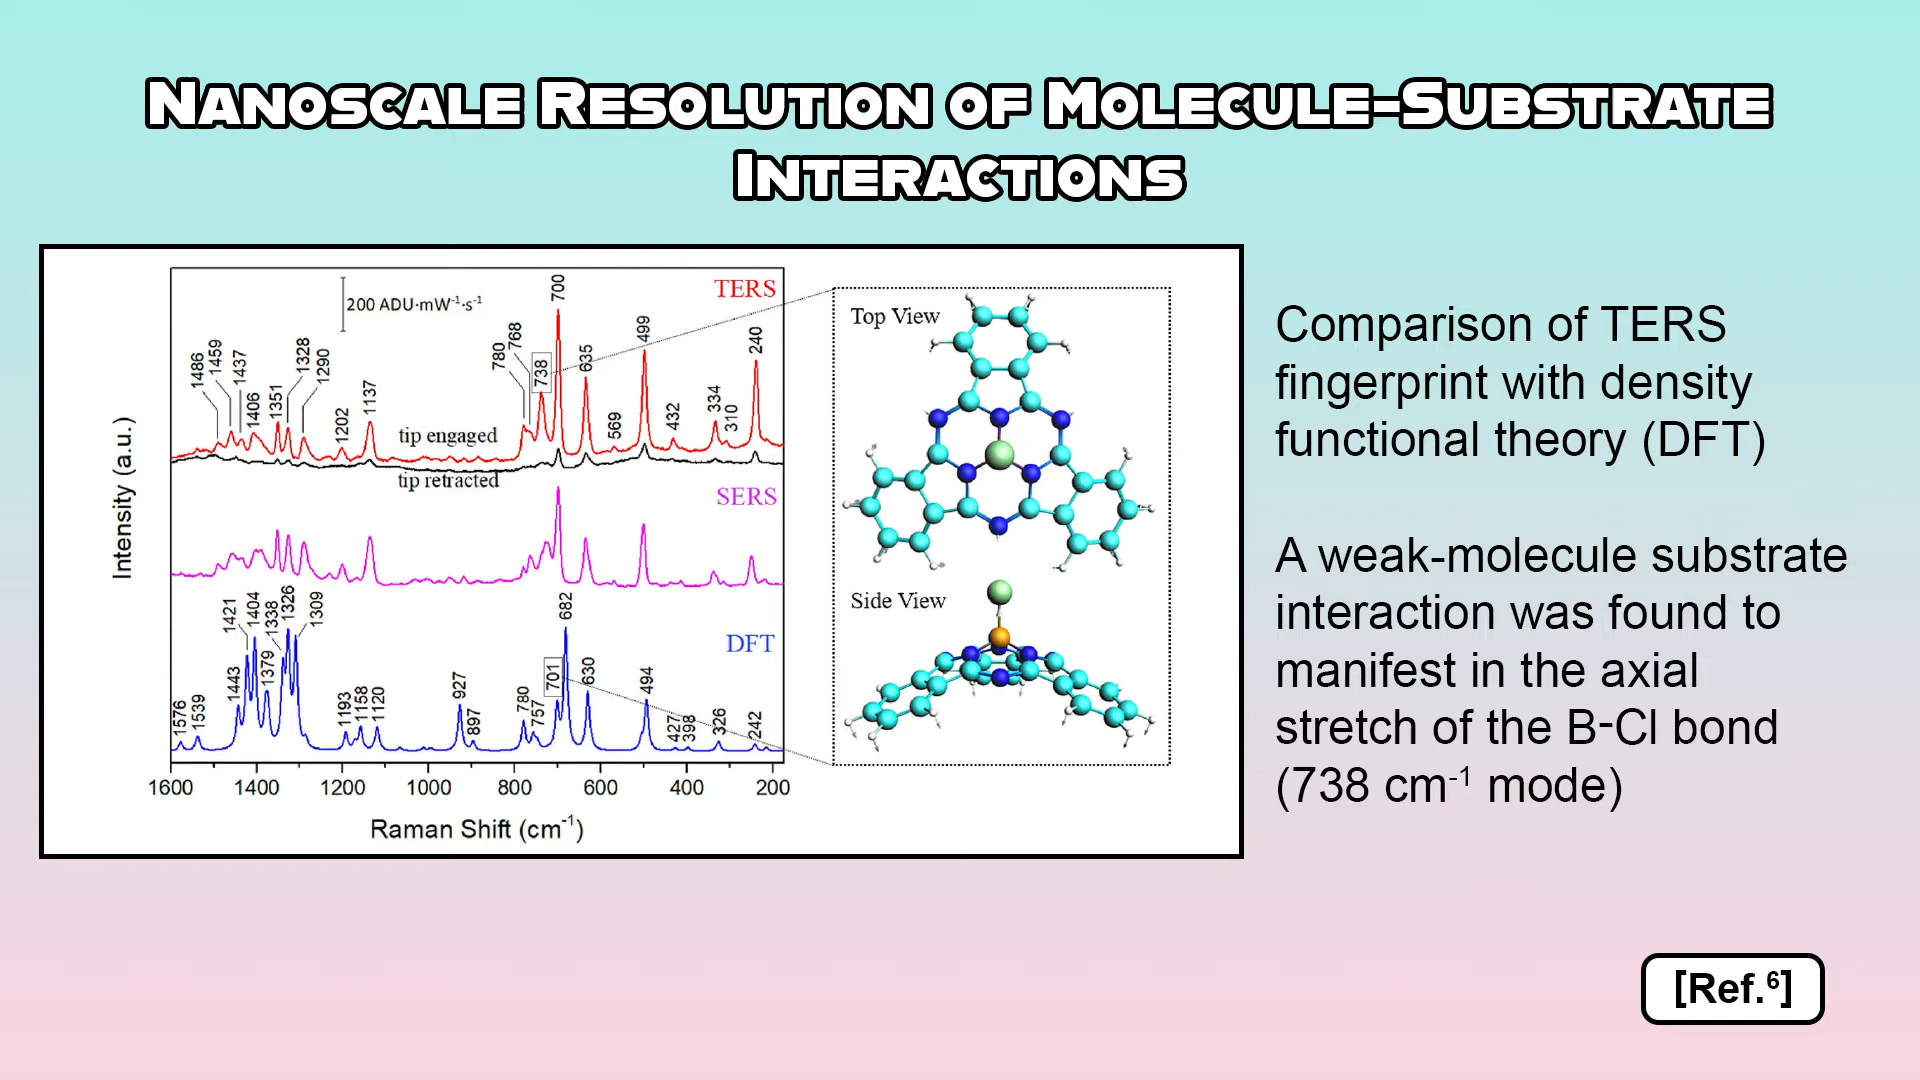 Nanoscale Resolution of Molecule-Substrate
Interactions
TERS
200 ADU·mW⁻¹·s⁻¹
1486
1459
1437
1406
1351
1328
1290
1202
1137
780
768
738
700
635
569
499
432
334
310
240
tip engaged
tip retracted
SERS
DFT
1576
1539
1443
1421
1404
1379
1338
1326
1309
1193
1158
1120
927
897
780
757
701
682
630
494
427
398
326
242
Intensity (a.u.)
1600 1400 1200 1000 800 600 400 200
Raman Shift (cm⁻¹)
Top View
Side View
Comparison of TERS
fingerprint with density
functional theory (DFT)
A weak-molecule substrate
interaction was found to
manifest in the axial
stretch of the B-Cl bond
(738 cm⁻¹ mode)
[Ref.⁶]